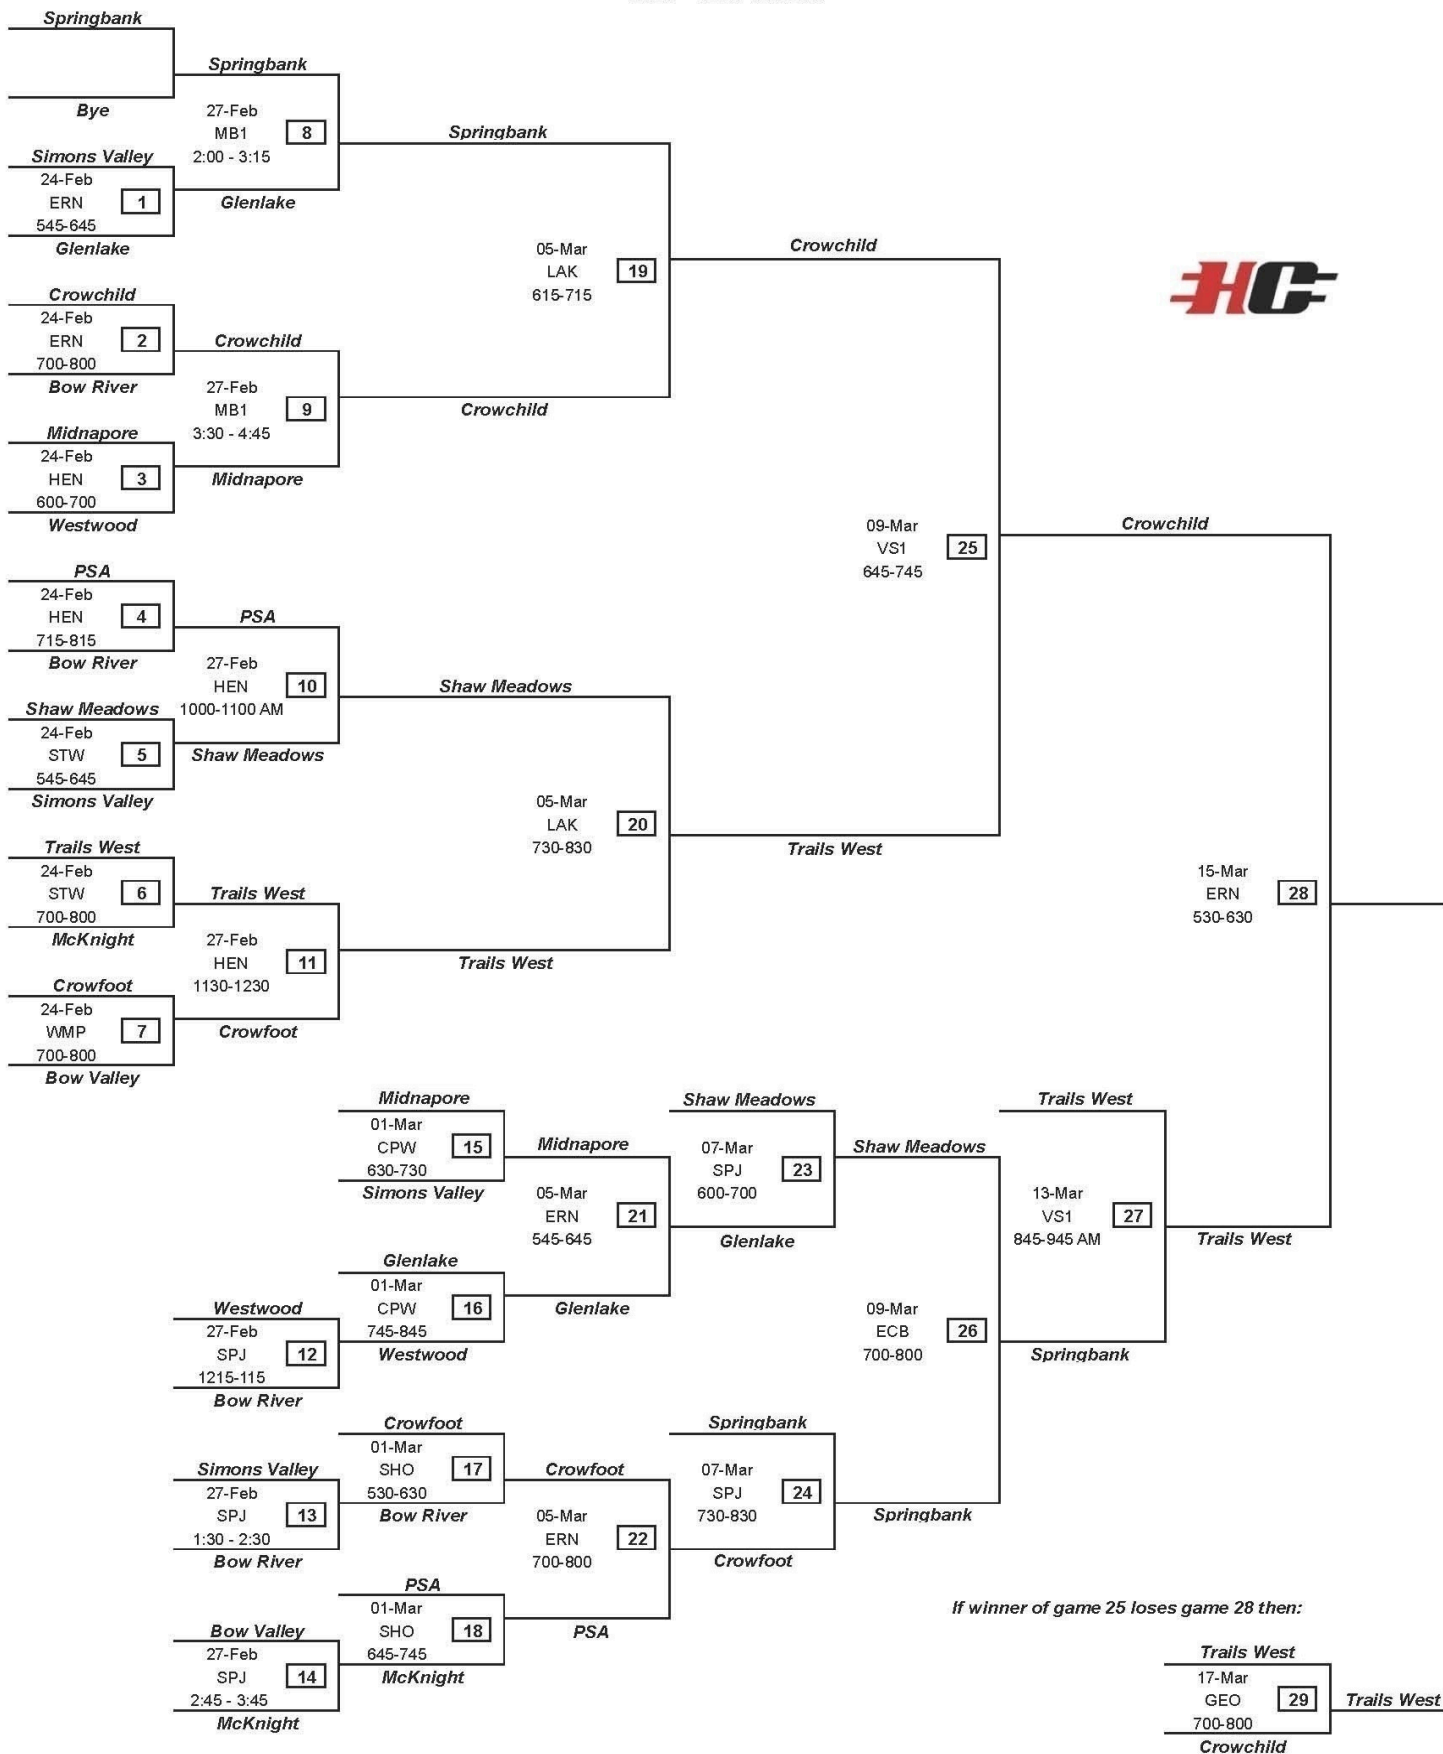 Springbank
Bye
Springbank
27-Feb
MB1
8
2:00 - 3:15
Glenlake
Simons Valley
24-Feb
ERN
1
545-645
Glenlake
Springbank
05-Mar
LAK
19
615-715
Crowchild
Crowchild
24-Feb
ERN
2
700-800
Bow River
Crowchild
27-Feb
MB1
9
3:30 - 4:45
Midnapore
Midnapore
24-Feb
HEN
3
600-700
Westwood
Crowchild
HC
09-Mar
VS1
25
645-745
Crowchild
PSA
24-Feb
HEN
4
715-815
Bow River
PSA
27-Feb
HEN
10
1000-1100 AM
Shaw Meadows
Shaw Meadows
24-Feb
STW
5
545-645
Simons Valley
Shaw Meadows
05-Mar
LAK
20
730-830
Trails West
Trails West
24-Feb
STW
6
700-800
McKnight
Trails West
27-Feb
HEN
11
1130-1230
Crowfoot
Crowfoot
24-Feb
WMP
7
700-800
Bow Valley
Trails West
15-Mar
ERN
28
530-630
Midnapore
01-Mar
CPW
15
630-730
Simons Valley
Midnapore
05-Mar
ERN
21
545-645
Glenlake
Glenlake
01-Mar
CPW
16
745-845
Westwood
Westwood
27-Feb
SPJ
12
1215-115
Bow River
Shaw Meadows
07-Mar
SPJ
23
600-700
Glenlake
Shaw Meadows
09-Mar
ECB
26
700-800
Springbank
Trails West
13-Mar
VS1
27
845-945 AM
Springbank
Trails West
Crowfoot
01-Mar
SHO
17
530-630
Bow River
Simons Valley
27-Feb
SPJ
13
1:30 - 2:30
Bow River
Crowfoot
05-Mar
ERN
22
700-800
PSA
Springbank
07-Mar
SPJ
24
730-830
Crowfoot
PSA
01-Mar
SHO
18
645-745
McKnight
Bow Valley
27-Feb
SPJ
14
2:45 - 3:45
McKnight
If winner of game 25 loses game 28 then:
Trails West
17-Mar
GEO
29
700-800
Crowchild
Trails West